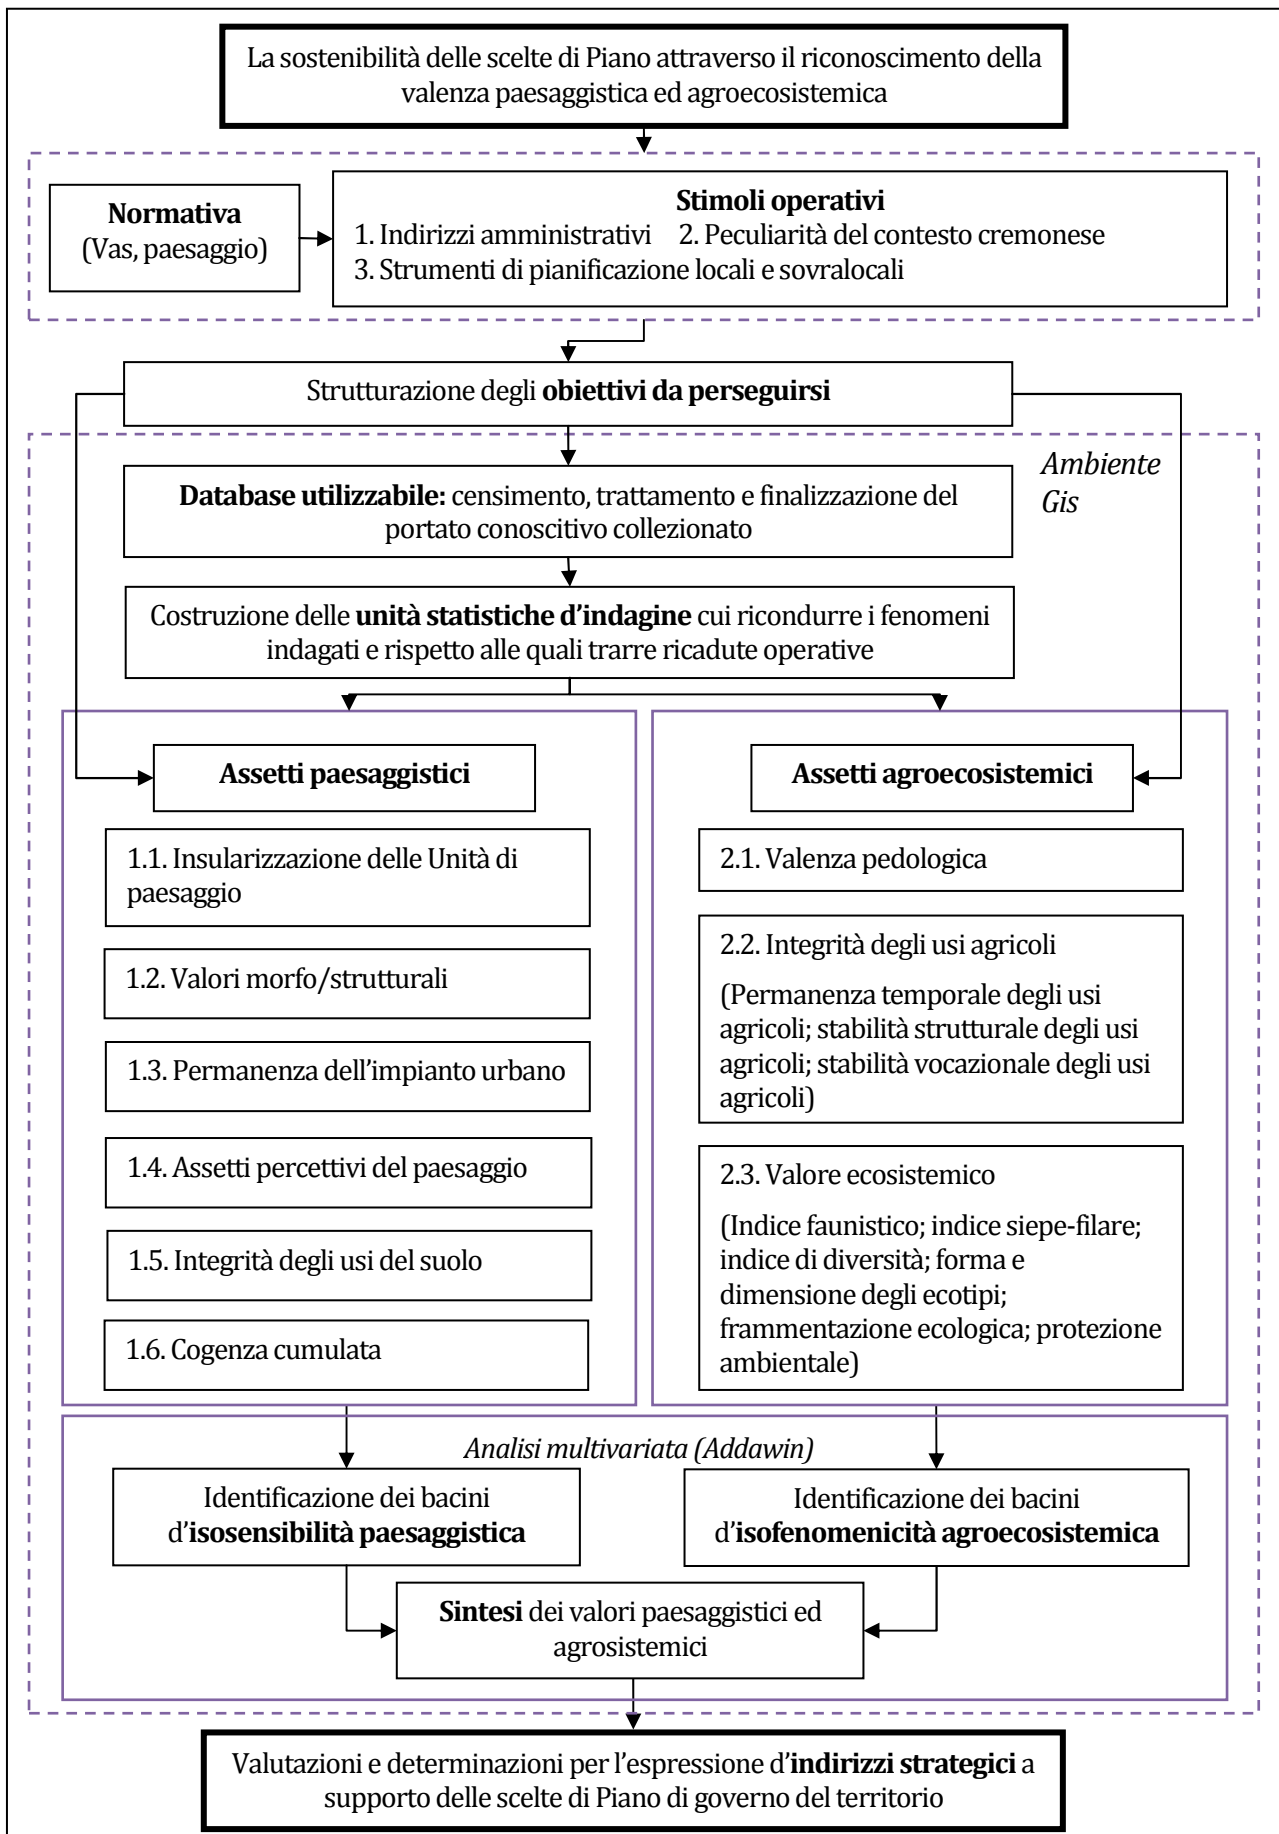 La sostenibilità delle scelte di Piano attraverso il riconoscimento della
valenza paesaggistica ed agroecosistemica
Normativa
(Vas, paesaggio)
Stimoli operativi
1. Indirizzi amministrativi 2. Peculiarità del contesto cremonese
3. Strumenti di pianificazione locali e sovralocali
Strutturazione degli obiettivi da perseguirsi
Ambiente
Gis
Database utilizzabile: censimento, trattamento e finalizzazione del
portato conoscitivo collezionato
Costruzione delle unità statistiche d’indagine cui ricondurre i fenomeni
indagati e rispetto alle quali trarre ricadute operative
Assetti paesaggistici
1.1. Insularizzazione delle Unità di
paesaggio
1.2. Valori morfo/strutturali
1.3. Permanenza dell’impianto urbano
1.4. Assetti percettivi del paesaggio
1.5. Integrità degli usi del suolo
1.6. Cogenza cumulata
Assetti agroecosistemici
2.1. Valenza pedologica
2.2. Integrità degli usi agricoli
(Permanenza temporale degli usi
agricoli; stabilità strutturale degli usi
agricoli; stabilità vocazionale degli usi
agricoli)
2.3. Valore ecosistemico
(Indice faunistico; indice siepe-filare;
indice di diversità; forma e
dimensione degli ecotipi;
frammentazione ecologica; protezione
ambientale)
Analisi multivariata (Addawin)
Identificazione dei bacini
d’isosensibilità paesaggistica
Identificazione dei bacini
d’isofenomenicità agroecosistemica
Sintesi dei valori paesaggistici ed
agrosistemici
Valutazioni e determinazioni per l’espressione d’indirizzi strategici a
supporto delle scelte di Piano di governo del territorio